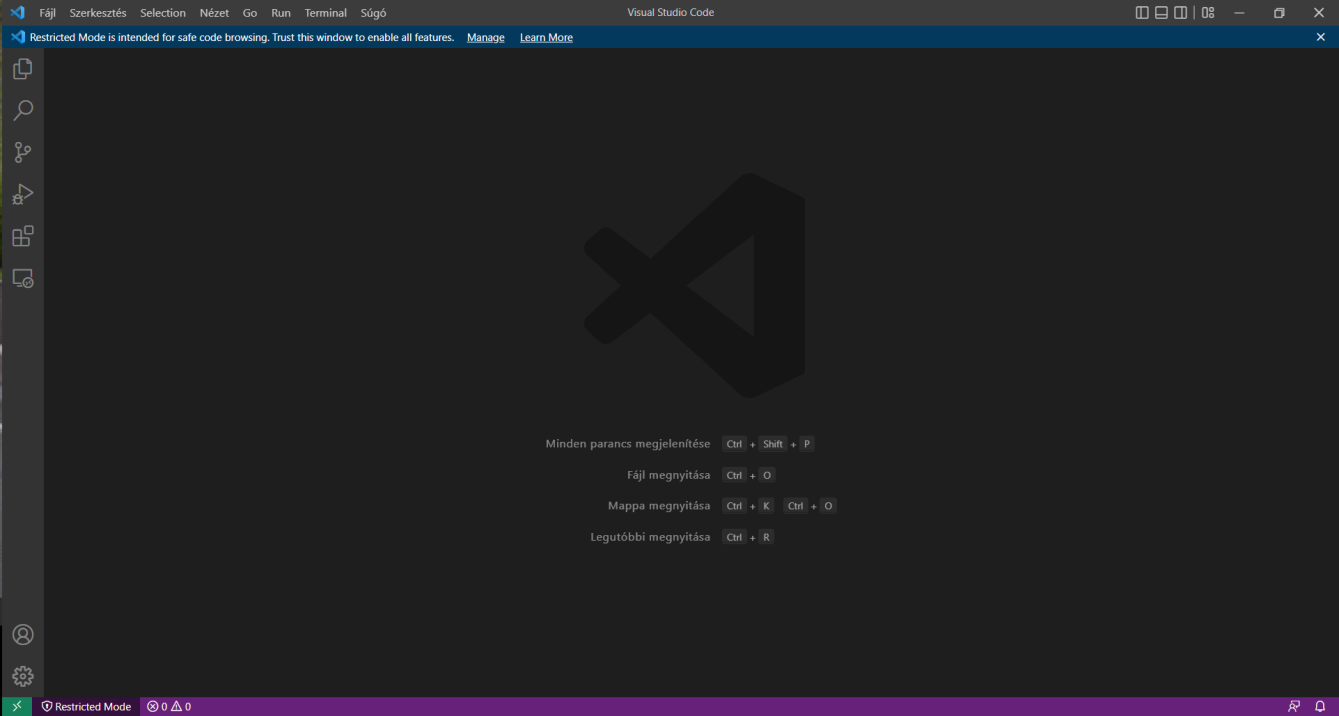 Fájl Szerkesztés Selection Nézet Go Run Terminal Súgó Visual Studio Code
Restricted Mode is intended for safe code browsing. Trust this window to enable all features. Manage Learn More
Minden parancs megjelenítése Ctrl + Shift + P
Fájl megnyitása Ctrl + O
Mappa megnyitása Ctrl + K Ctrl + O
Legutóbbi megnyitása Ctrl + R
Restricted Mode 0 0